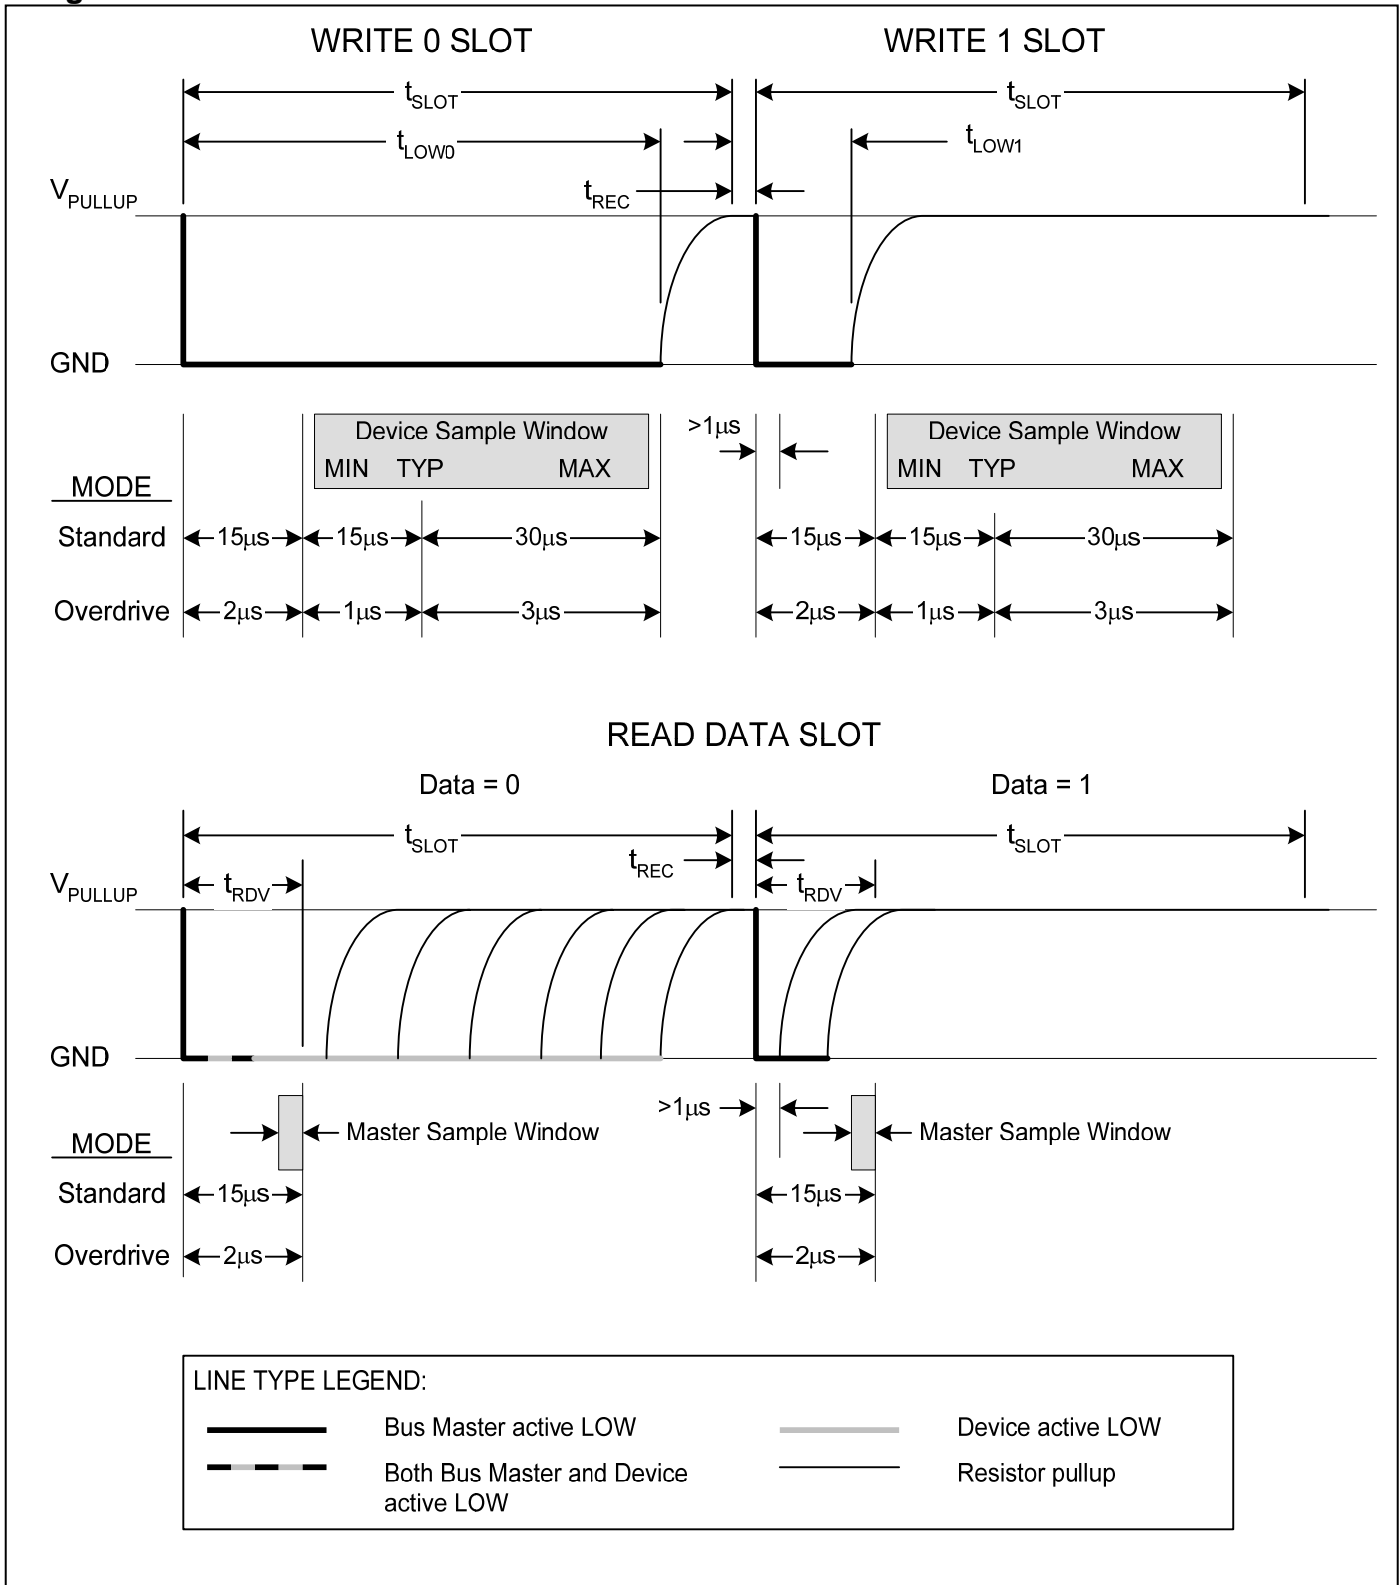 WRITE 0 SLOT WRITE 1 SLOT
tSLOT tSLOT
tLOW0 tLOW1
VPULLUP tREC
GND
Device Sample Window >1µs Device Sample Window
MIN TYP MAX MIN TYP MAX
MODE
Standard 15µs 15µs 30µs 15µs 15µs 30µs
Overdrive 2µs 1µs 3µs 2µs 1µs 3µs
READ DATA SLOT
Data = 0 Data = 1
tSLOT tSLOT
tREC
VPULLUP tRDV tRDV
GND
>1µs
MODE Master Sample Window Master Sample Window
Standard 15µs 15µs
Overdrive 2µs 2µs
LINE TYPE LEGEND:
Bus Master active LOW Device active LOW
Both Bus Master and Device Resistor pullup
active LOW